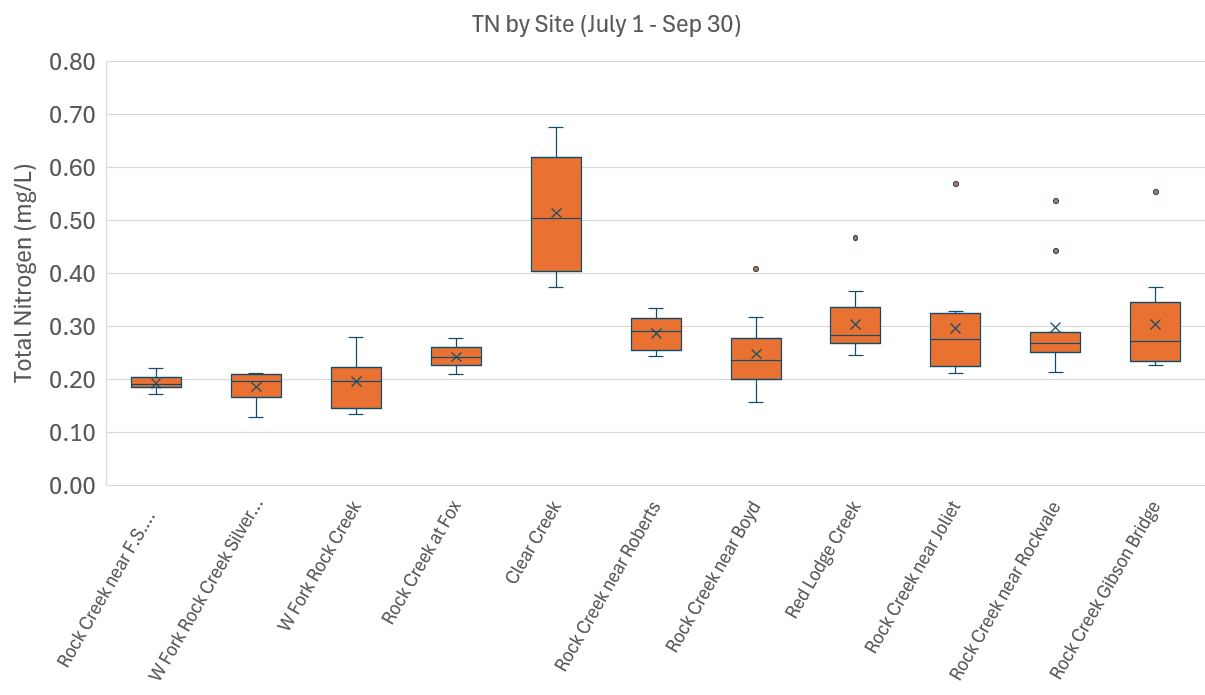 TN by Site (July 1 - Sep 30)
Total Nitrogen (mg/L)
0.80
0.70
0.60
0.50
0.40
0.30
0.20
0.10
0.00
Rock Creek near F.S....
W Fork Rock Creek Silver...
W Fork Rock Creek
Rock Creek at Fox
Clear Creek
Rock Creek near Roberts
Rock Creek near Boyd
Red Lodge Creek
Rock Creek near Joliet
Rock Creek near Rockvale
Rock Creek Gibson Bridge